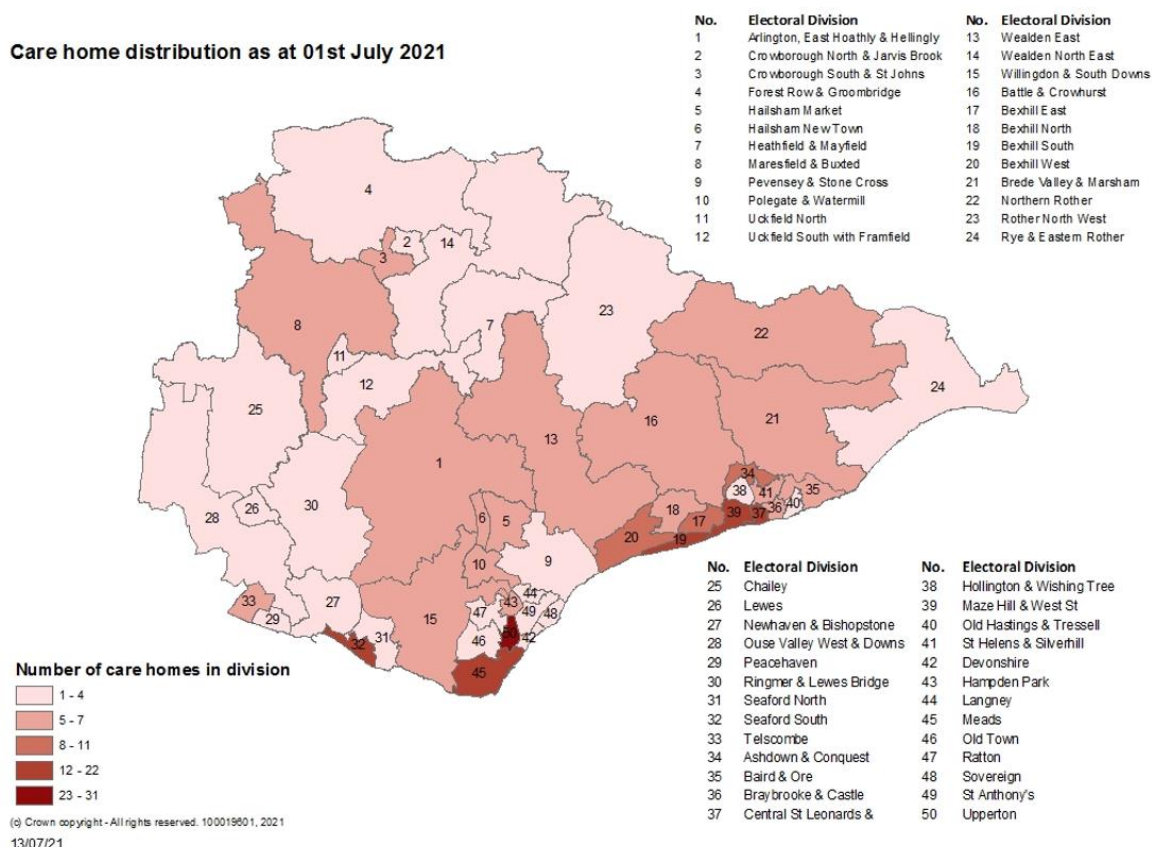 Care home distribution as at 01st July 2021
No. Electoral Division
1 Arlington, East Hoathly & Hellingly
2 Crowborough North & Jarvis Brook
3 Crowborough South & St Johns
4 Forest Row & Groombridge
5 Hailsham Market
6 Hailsham New Town
7 Heathfield & Mayfield
8 Maresfield & Buxted
9 Pevensey & Stone Cross
10 Polegate & Watermill
11 Uckfield North
12 Uckfield South with Framfield
No. Electoral Division
13 Wealden East
14 Wealden North East
15 Willingdon & South Downs
16 Battle & Crowhurst
17 Bexhill East
18 Bexhill North
19 Bexhill South
20 Bexhill West
21 Brede Valley & Marsham
22 Northern Rother
23 Rother North West
24 Rye & Eastern Rother
4
2
14
3
23
8
7
22
11
12
24
25
16
21
13
1
34
38
41
35
40
36
30
26
28
6
5
18
17
39
37
20
19
10
9
33
29
27
32
31
15
44
43
47
49
48
50
46
42
45
No. Electoral Division
25 Chailey
26 Lewes
27 Newhaven & Bishopstone
28 Ouse Valley West & Downs
29 Peacehaven
30 Ringmer & Lewes Bridge
31 Seaford North
32 Seaford South
33 Telscombe
34 Ashdown & Conquest
35 Baird & Ore
36 Braybrooke & Castle
37 Central St Leonards &
No. Electoral Division
38 Hollington & Wishing Tree
39 Maze Hill & West St
40 Old Hastings & Tressell
41 St Helens & Silverhill
42 Devonshire
43 Hampden Park
44 Langney
45 Meads
46 Old Town
47 Ratton
48 Sovereign
49 St Anthony's
50 Upperton
Number of care homes in division
1 - 4
5 - 7
8 - 11
12 - 22
23 - 31
(c) Crown copyright - All rights reserved. 100019601, 2021
13/07/21